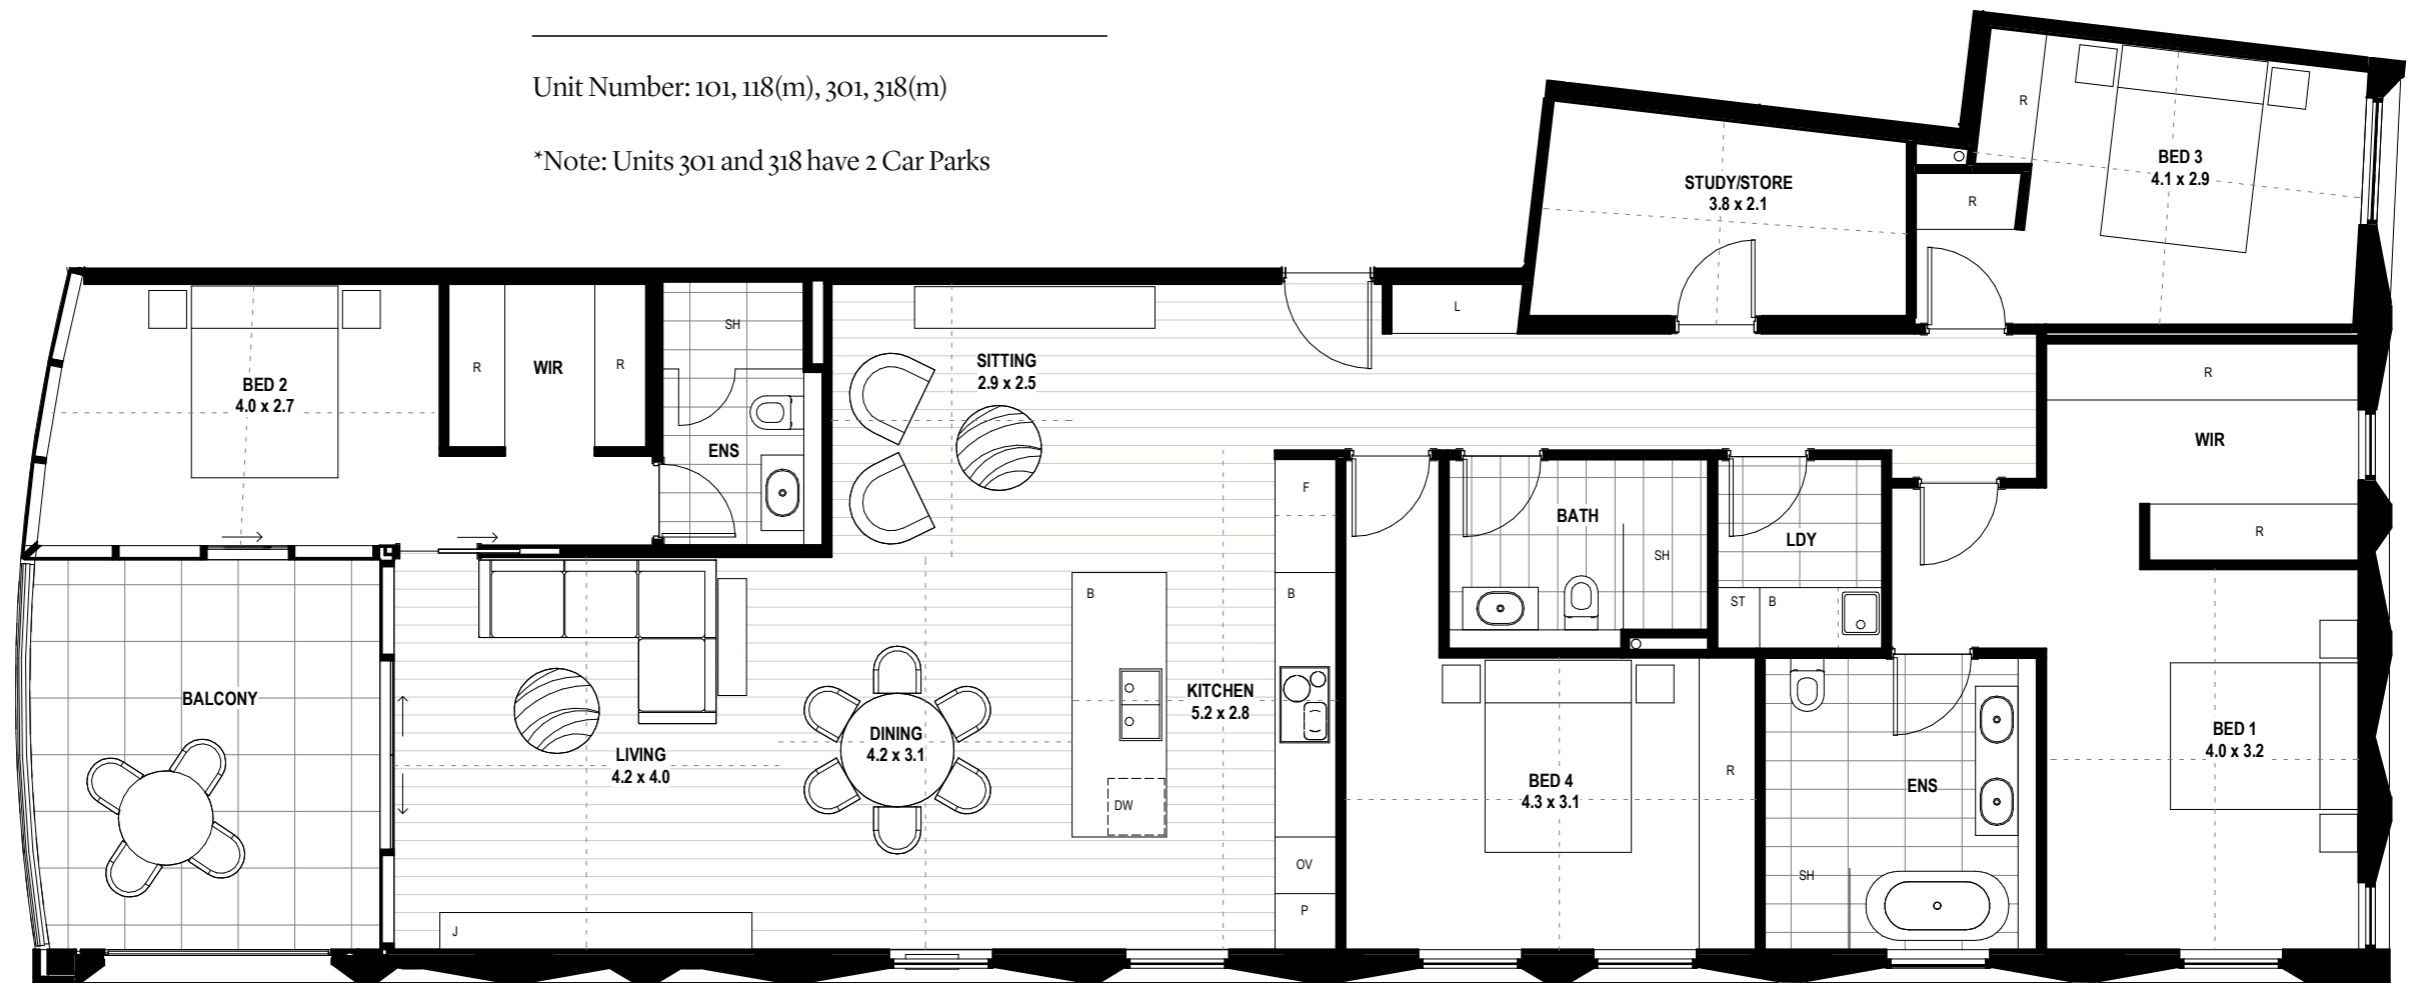 Unit Number: 101, 118(m), 301, 318(m)
*Note: Units 301 and 318 have 2 Car Parks
BED 3
4.1 x 2.9
R
R
STUDY/STORE
3.8 x 2.1
L
SH
SITTING
2.9 x 2.5
R
WIR
R
BED 2
4.0 x 2.7
ENS
R
WIR
R
F
BATH
SH
LDY
ST
B
B
B
BALCONY
KITCHEN
5.2 x 2.8
DINING
4.2 x 3.1
LIVING
4.2 x 4.0
DW
BED 4
4.3 x 3.1
R
ENS
BED 1
4.0 x 3.2
OV
SH
P
J